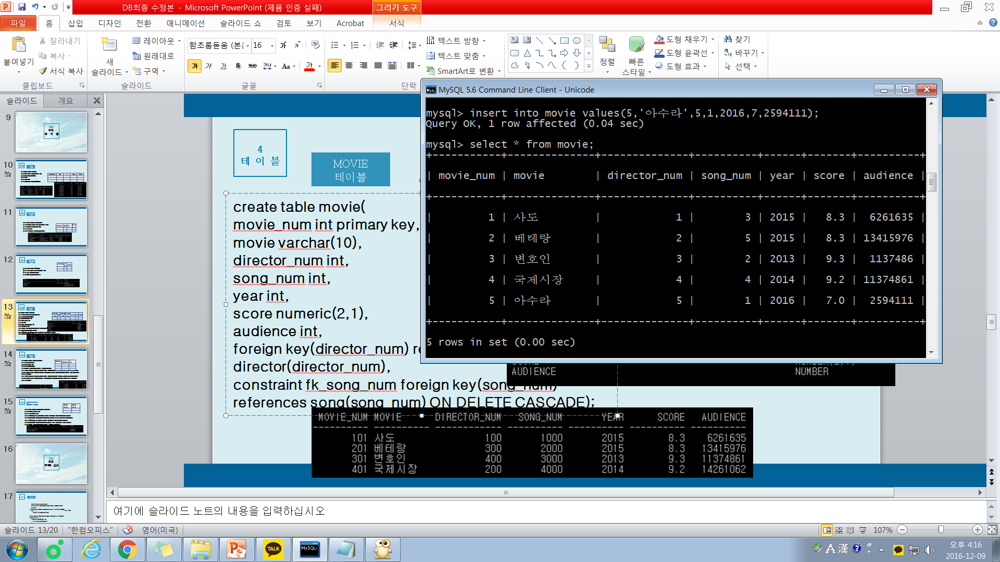 DB최종 수정본 - Microsoft PowerPoint (제품 인증 실패)
그리기 도구
파일 홈 삽입 디자인 전환 애니메이션 슬라이드 쇼 검토 보기 Acrobat 서식
붙여넣기 잘라내기 복사 서식 복사 클립보드
새 슬라이드 레이아웃 원래대로 구역 슬라이드
함초롬돋움 (본 16 글꼴
텍스트 방향 텍스트 맞춤 SmartArt로 변환 단락
정렬 빠른 스타일 도형 채우기 도형 윤곽선 도형 효과
찾기 바꾸기 선택
슬라이드 개요
9
10
11
12
13
14
15
16
17
4
테 이 블
MOVIE
테이블
create table movie(
movie_num int primary key,
movie varchar(10),
director_num int,
song_num int,
year int,
score numeric(2,1),
audience int,
foreign key(director_num)
director(director_num),
constraint fk_song_num foreign key(song_num)
references song(song_num) ON DELETE CASCADE);
MySQL 5.6 Command Line Client - Unicode
mysql> insert into movie values(5,'아수라',5,1,2016,7,2594111);
Query OK, 1 row affected (0.04 sec)
mysql> select * from movie;
+------------+--------------+--------------+----------+------+-------+----------+
| movie_num | movie | director_num | song_num | year | score | audience |
+------------+--------------+--------------+----------+------+-------+----------+
| 1 | 사도 | 1 | 3 | 2015 | 8.3 | 6261635 |
| 2 | 베테랑 | 2 | 5 | 2015 | 8.3 | 13415976 |
| 3 | 변호인 | 3 | 2 | 2013 | 9.3 | 1137486 |
| 4 | 국제시장 | 4 | 4 | 2014 | 9.2 | 11374861 |
| 5 | 아수라 | 5 | 1 | 2016 | 7.0 | 2594111 |
+------------+--------------+--------------+----------+------+-------+----------+
5 rows in set (0.00 sec)
AUDIENCE NUMBER
MOVIE_NUM MOVIE DIRECTOR_NUM SONG_NUM YEAR SCORE AUDIENCE
101 사도 100 1000 2015 8.3 6261635
201 베테랑 300 2000 2015 8.3 13415976
301 변호인 400 3000 2013 9.3 11374861
401 국제시장 200 4000 2014 9.2 14261062
여기에 슬라이드 노트의 내용을 입력하십시오
슬라이드 13/20 "한컴오피스" 영어(미국) 107%
TALK
MySQL>
A 漢
오후 4:16
2016-12-09